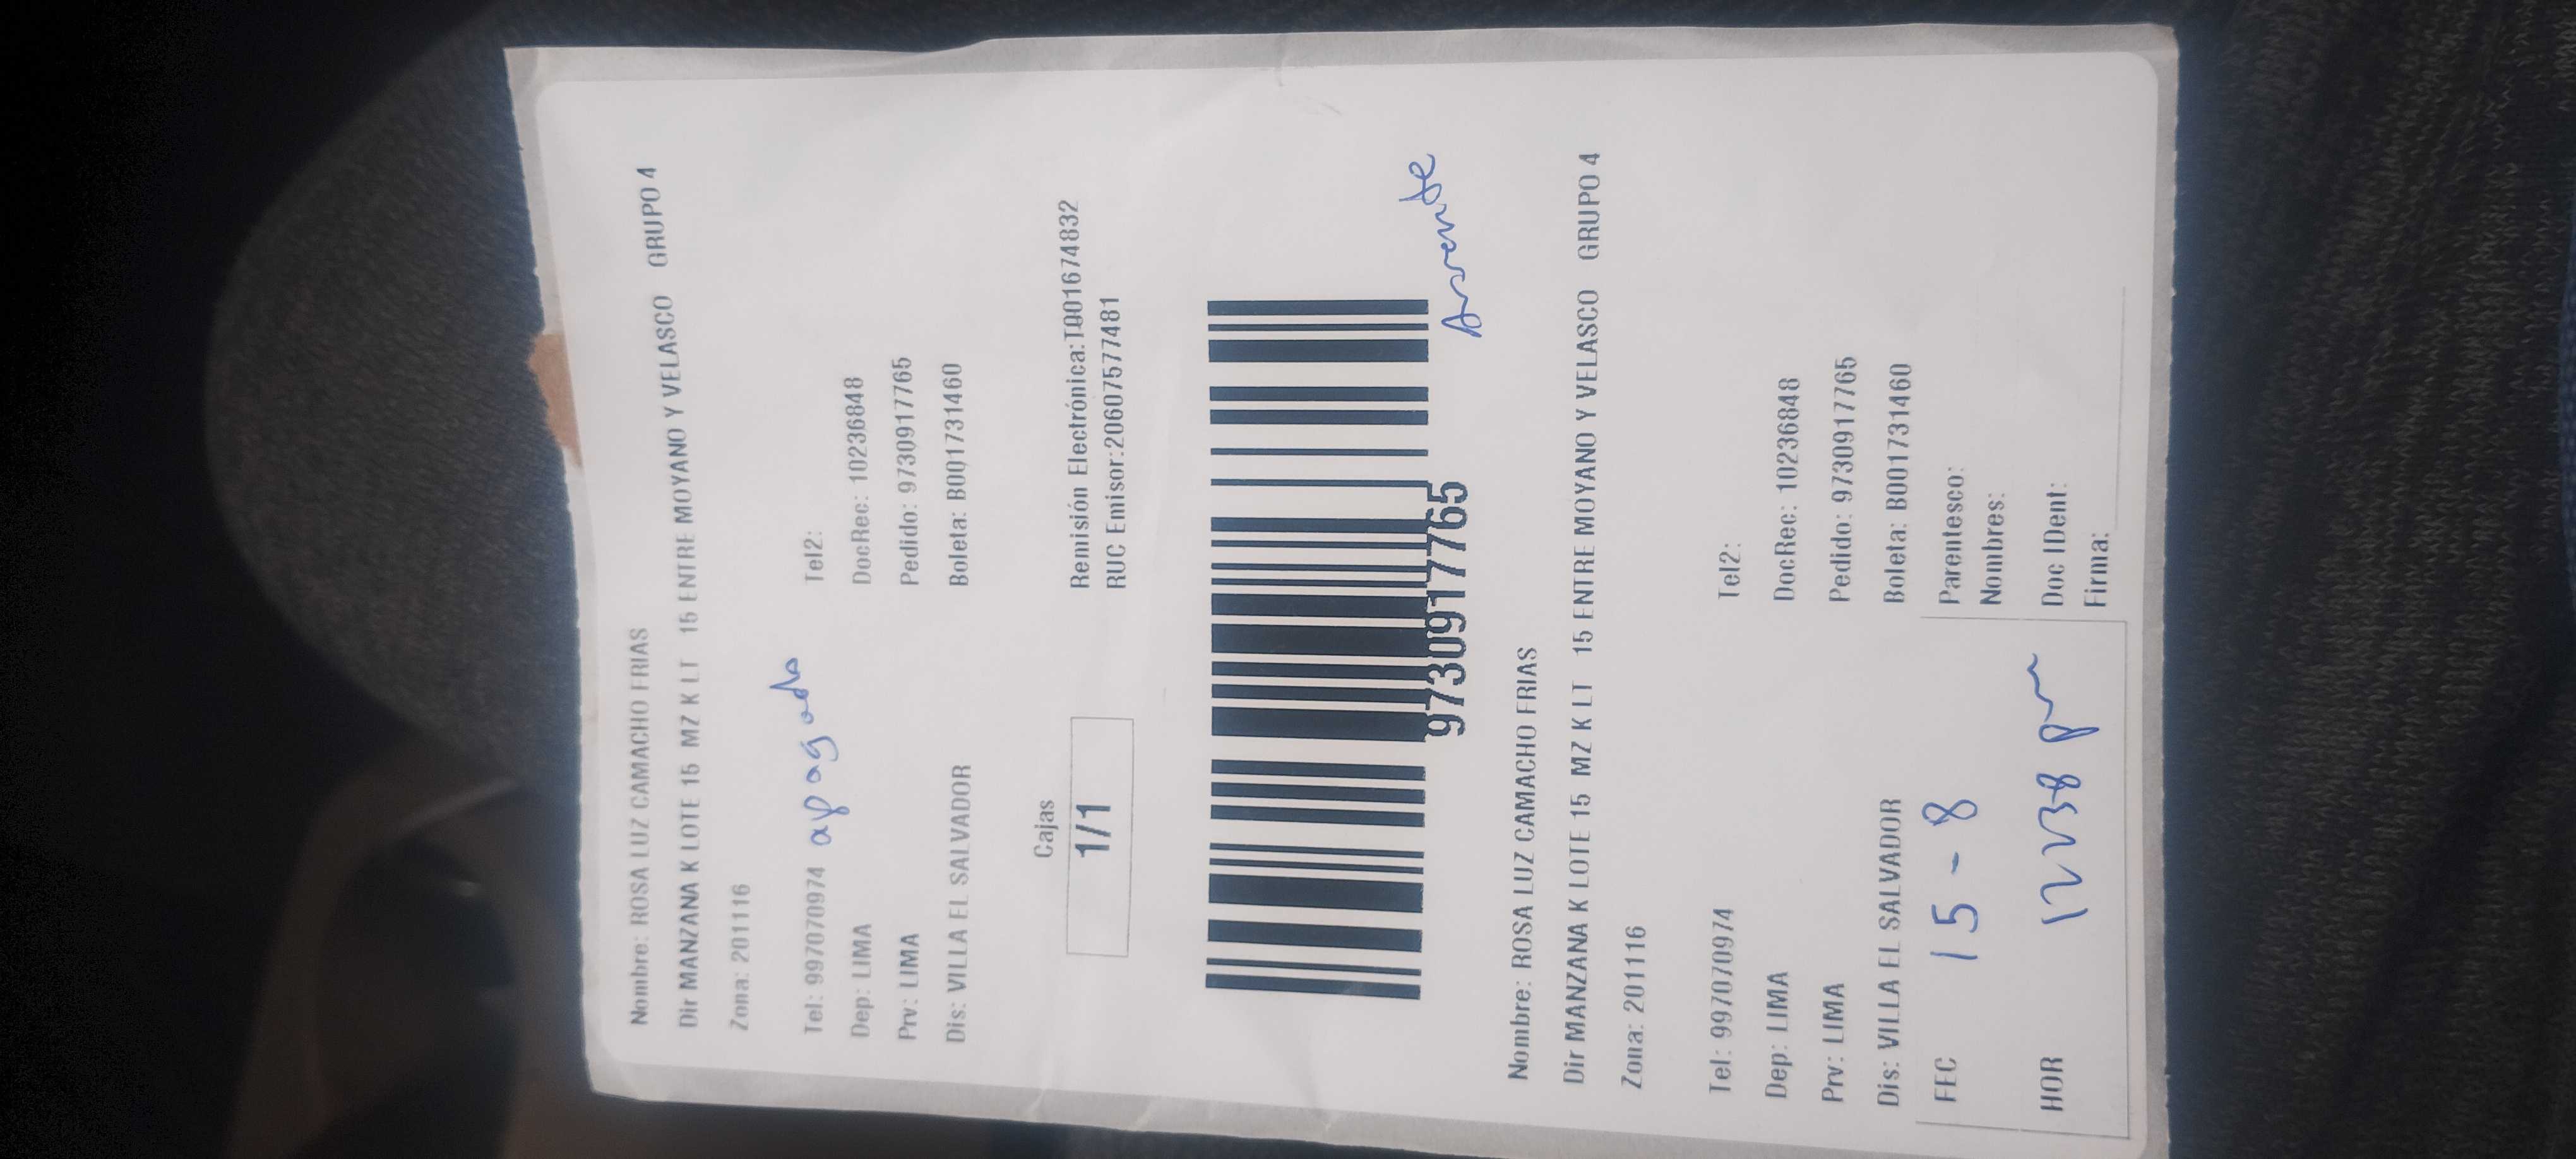 Nombre: ROSA LUZ CAMACHO FRIAS
Dir MANZANA K LOTE 15 MZ K LT 15 ENTRE MOYANO Y VELASCO GRUPO 4
Zona: 201116
Tel: 997070974 apagado Tel2:
Dep: LIMA DocRec: 10236848
Prv: LIMA Pedido: 9730917765
Dis: VILLA EL SALVADOR Boleta: B001731460
Cajas
1/1
Remisión Electrónica:T001674832
RUC Emisor:20607577481
9730917765
Ausente
Nombre: ROSA LUZ CAMACHO FRIAS
Dir MANZANA K LOTE 15 MZ K LT 15 ENTRE MOYANO Y VELASCO GRUPO 4
Zona: 201116
Tel: 997070974 Tel2:
Dep: LIMA DocRec: 10236848
Prv: LIMA Pedido: 9730917765
Dis: VILLA EL SALVADOR Boleta: B001731460
FEC 15-8 Parentesco:
Nombres:
HOR 12:38 pm Doc IDent:
Firma: